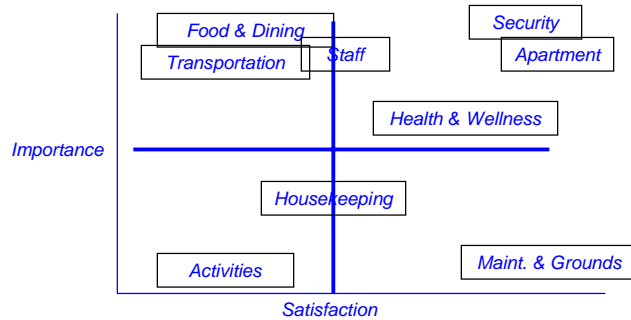 Security
Food & Dining
Staff
Apartment
Transportation
Health & Wellness
Importance
Housekeeping
Maint. & Grounds
Activities
Satisfaction